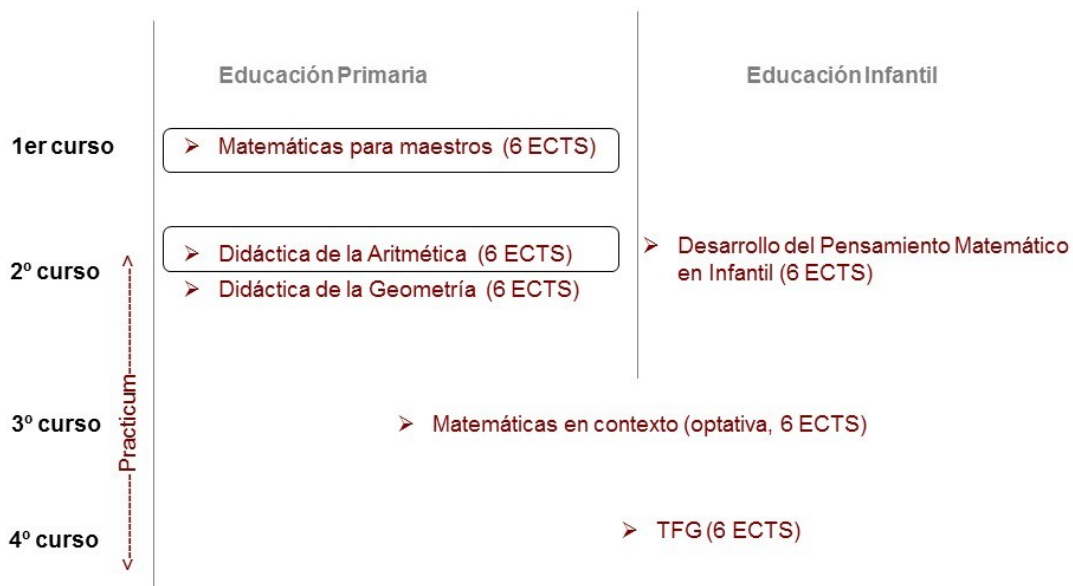 Educación Primaria
Educación Infantil
1er curso
➢ Matemáticas para maestros (6 ECTS)
2º curso
➢ Didáctica de la Aritmética (6 ECTS)
➢ Didáctica de la Geometría (6 ECTS)
➢ Desarrollo del Pensamiento Matemático
en Infantil (6 ECTS)
Practicum
3º curso
➢ Matemáticas en contexto (optativa, 6 ECTS)
4º curso
➢ TFG (6 ECTS)